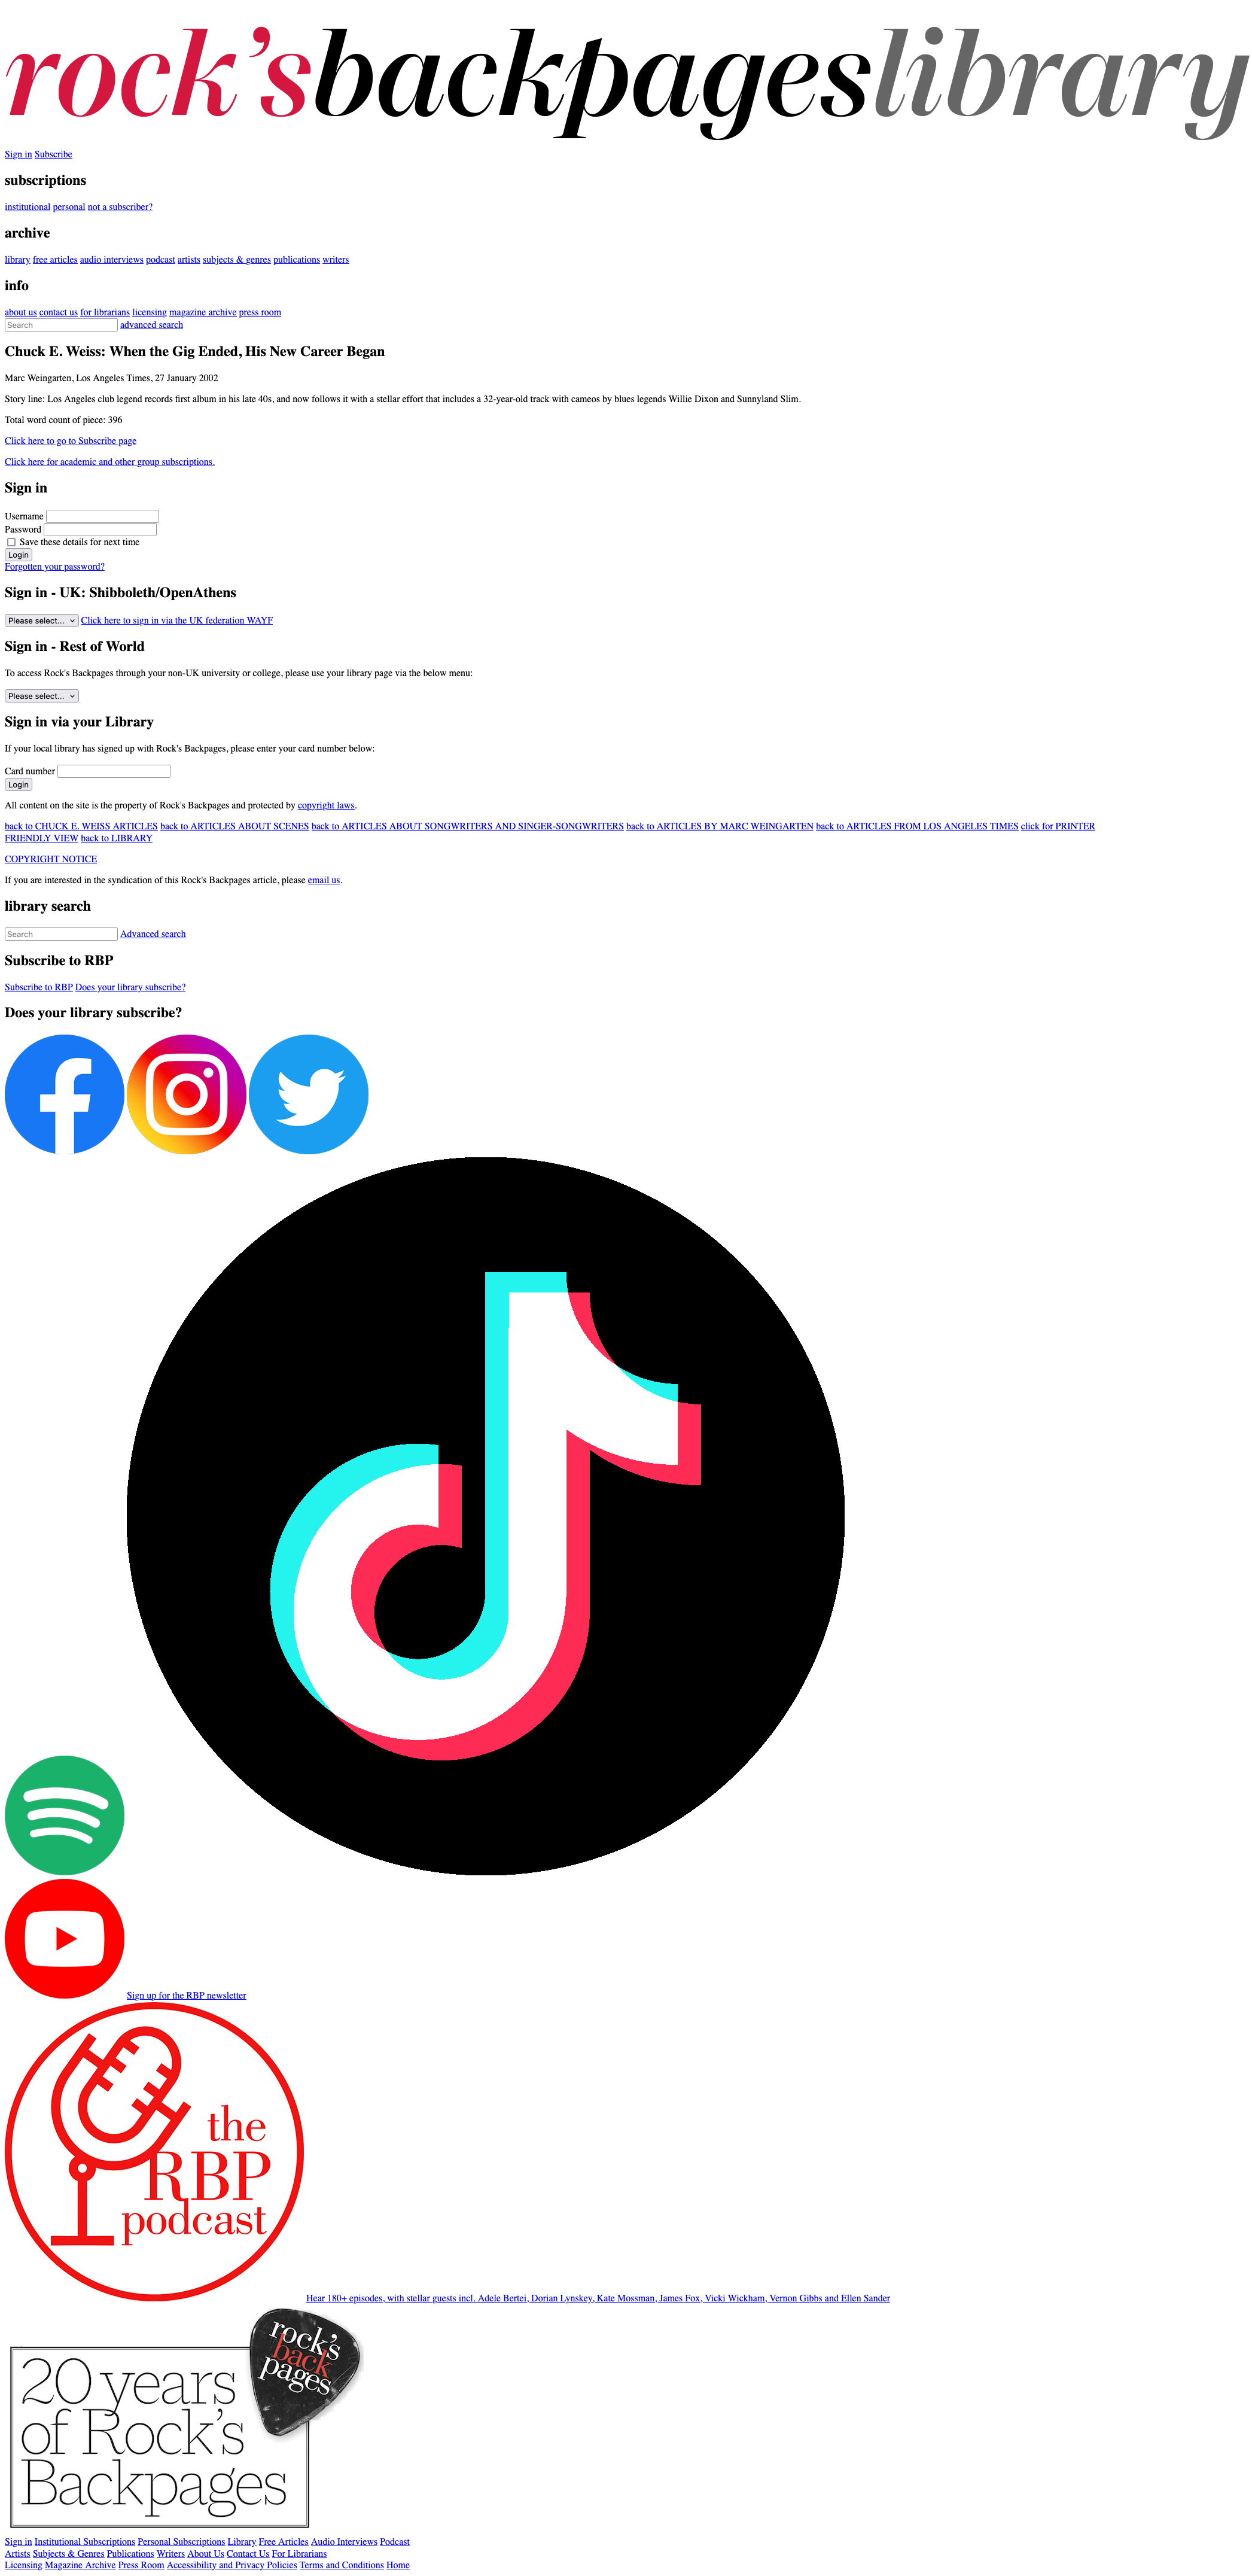 rock'sbackpageslibrary
Sign in Subscribe
subscriptions
institutional personal not a subscriber?
archive
library free articles audio interviews podcast artists subjects & genres publications writers
info
about us contact us for librarians licensing magazine archive press room
Search advanced search
Chuck E. Weiss: When the Gig Ended, His New Career Began
Marc Weingarten, Los Angeles Times, 27 January 2002
Story line: Los Angeles club legend records first album in his late 40s, and now follows it with a stellar effort that includes a 32-year-old track with cameos by blues legends Willie Dixon and Sunnyland Slim.
Total word count of piece: 396
Click here to go to Subscribe page
Click here for academic and other group subscriptions.
Sign in
Username
Password
Save these details for next time
Login
Forgotten your password?
Sign in - UK: Shibboleth/OpenAthens
Please select... Click here to sign in via the UK federation WAYF
Sign in - Rest of World
To access Rock's Backpages through your non-UK university or college, please use your library page via the below menu:
Please select...
Sign in via your Library
If your local library has signed up with Rock's Backpages, please enter your card number below:
Card number
Login
All content on the site is the property of Rock's Backpages and protected by copyright laws.
back to CHUCK E. WEISS ARTICLES back to ARTICLES ABOUT SCENES back to ARTICLES ABOUT SONGWRITERS AND SINGER-SONGWRITERS back to ARTICLES BY MARC WEINGARTEN back to ARTICLES FROM LOS ANGELES TIMES click for PRINTER
FRIENDLY VIEW back to LIBRARY
COPYRIGHT NOTICE
If you are interested in the syndication of this Rock's Backpages article, please email us.
library search
Search Advanced search
Subscribe to RBP
Subscribe to RBP Does your library subscribe?
Does your library subscribe?
Sign up for the RBP newsletter
the
RBP
podcast
Hear 180+ episodes, with stellar guests incl. Adele Bertei, Dorian Lynskey, Kate Mossman, James Fox, Vicki Wickham, Vernon Gibbs and Ellen Sander
rock's
back
pages
20 years
of Rock's
Backpages
Sign in Institutional Subscriptions Personal Subscriptions Library Free Articles Audio Interviews Podcast
Artists Subjects & Genres Publications Writers About Us Contact Us For Librarians
Licensing Magazine Archive Press Room Accessibility and Privacy Policies Terms and Conditions Home